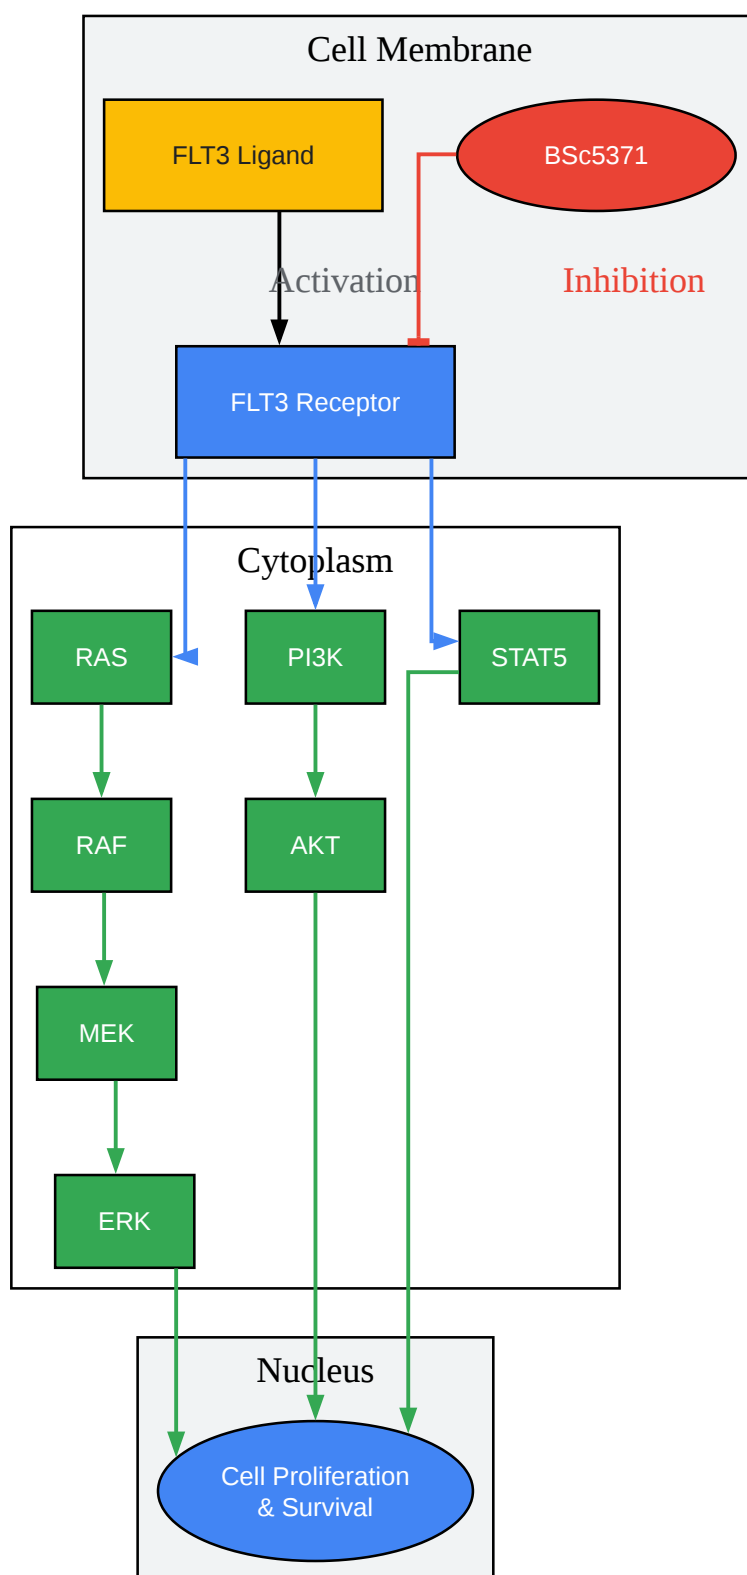 Cell Membrane
FLT3 Ligand
BSc5371
Activation
Inhibition
FLT3 Receptor
Cytoplasm
RAS
PI3K
STAT5
RAF
AKT
MEK
ERK
Nucleus
Cell Proliferation
& Survival